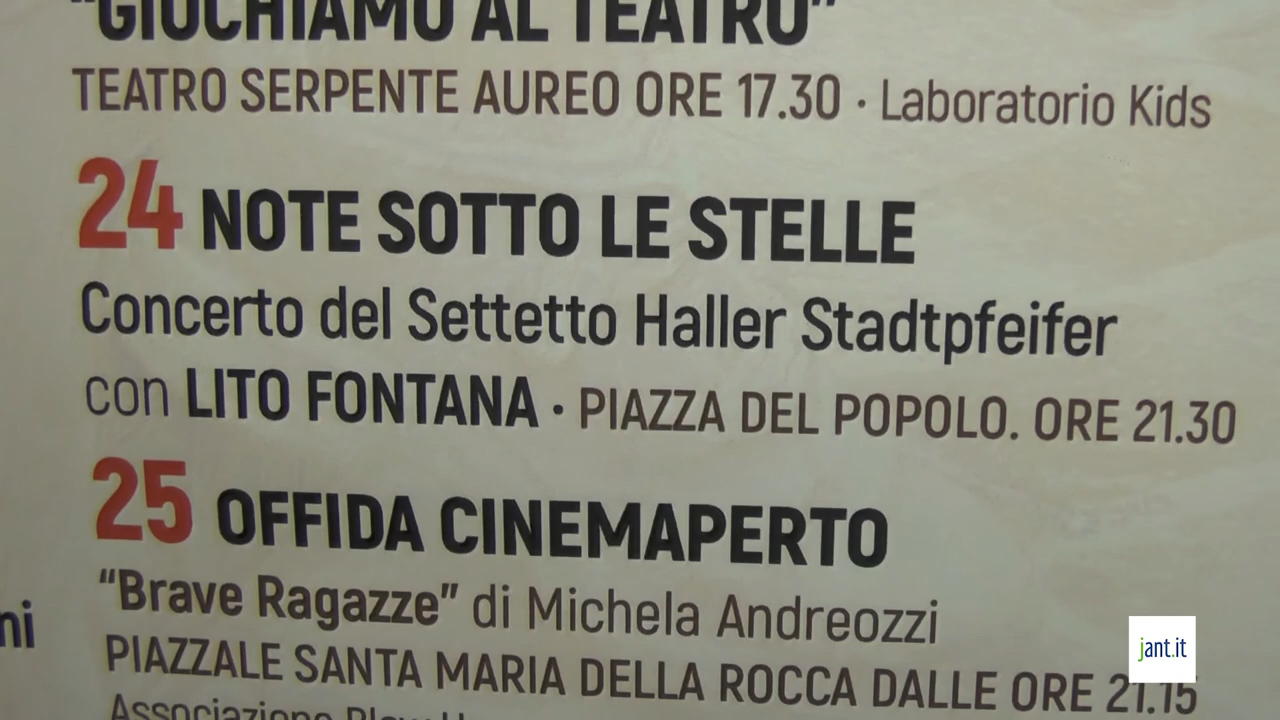 "GIOCHIAMO AL TEATRO"
TEATRO SERPENTE AUREO ORE 17.30 · Laboratorio Kids
24 NOTE SOTTO LE STELLE
Concerto del Settetto Haller Stadtpfeifer
con LITO FONTANA · PIAZZA DEL POPOLO. ORE 21.30
25 OFFIDA CINEMAPERTO
"Brave Ragazze" di Michela Andreozzi
ni
PIAZZALE SANTA MARIA DELLA ROCCA DALLE ORE 21.15
Associazione
jant.it